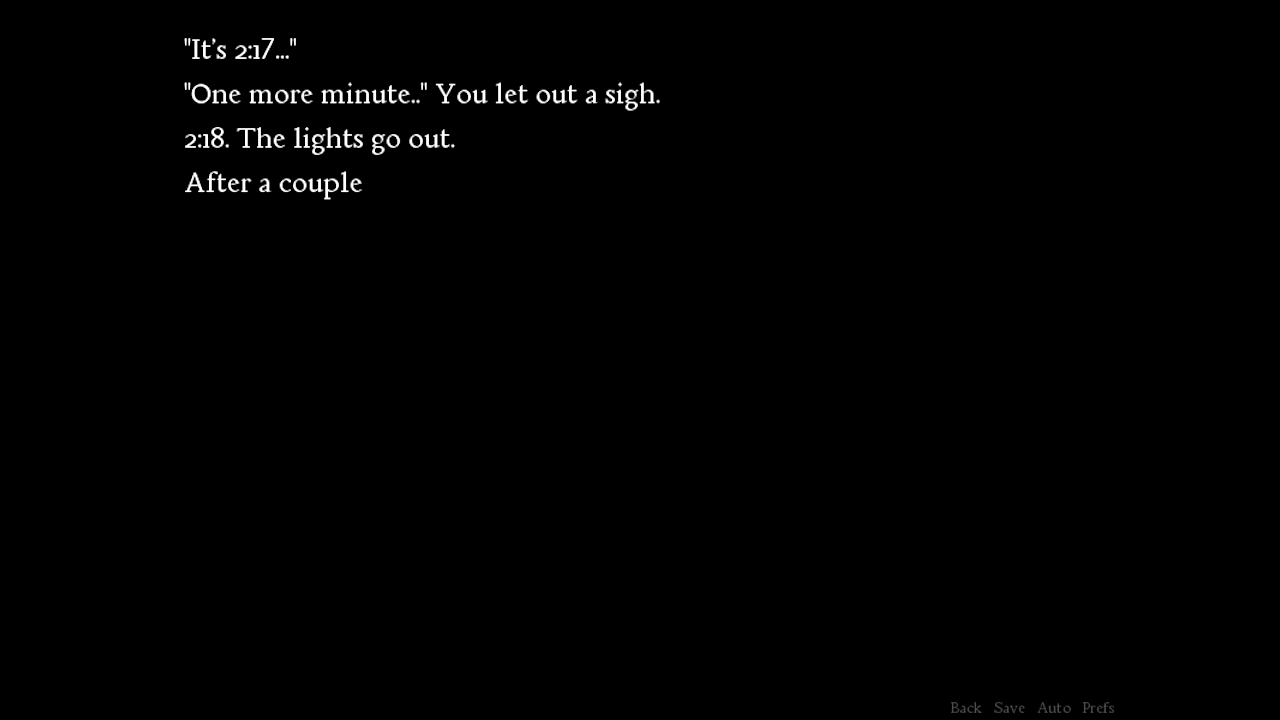 "It's 2:17..."
"One more minute.." You let out a sigh.
2:18. The lights go out.
After a couple
Back Save Auto Prefs